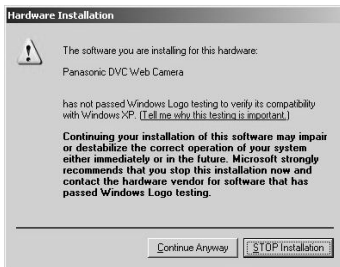 Hardware Installation
The software you are installing for this hardware:
Panasonic DVC Web Camera
has not passed Windows Logo testing to verify its compatibility
with Windows XP. (Tell me why this testing is important.)
Continuing your installation of this software may impair
or destabilize the correct operation of your system
either immediately or in the future. Microsoft strongly
recommends that you stop this installation now and
contact the hardware vendor for software that has
passed Windows Logo testing.
Continue Anyway STOP Installation